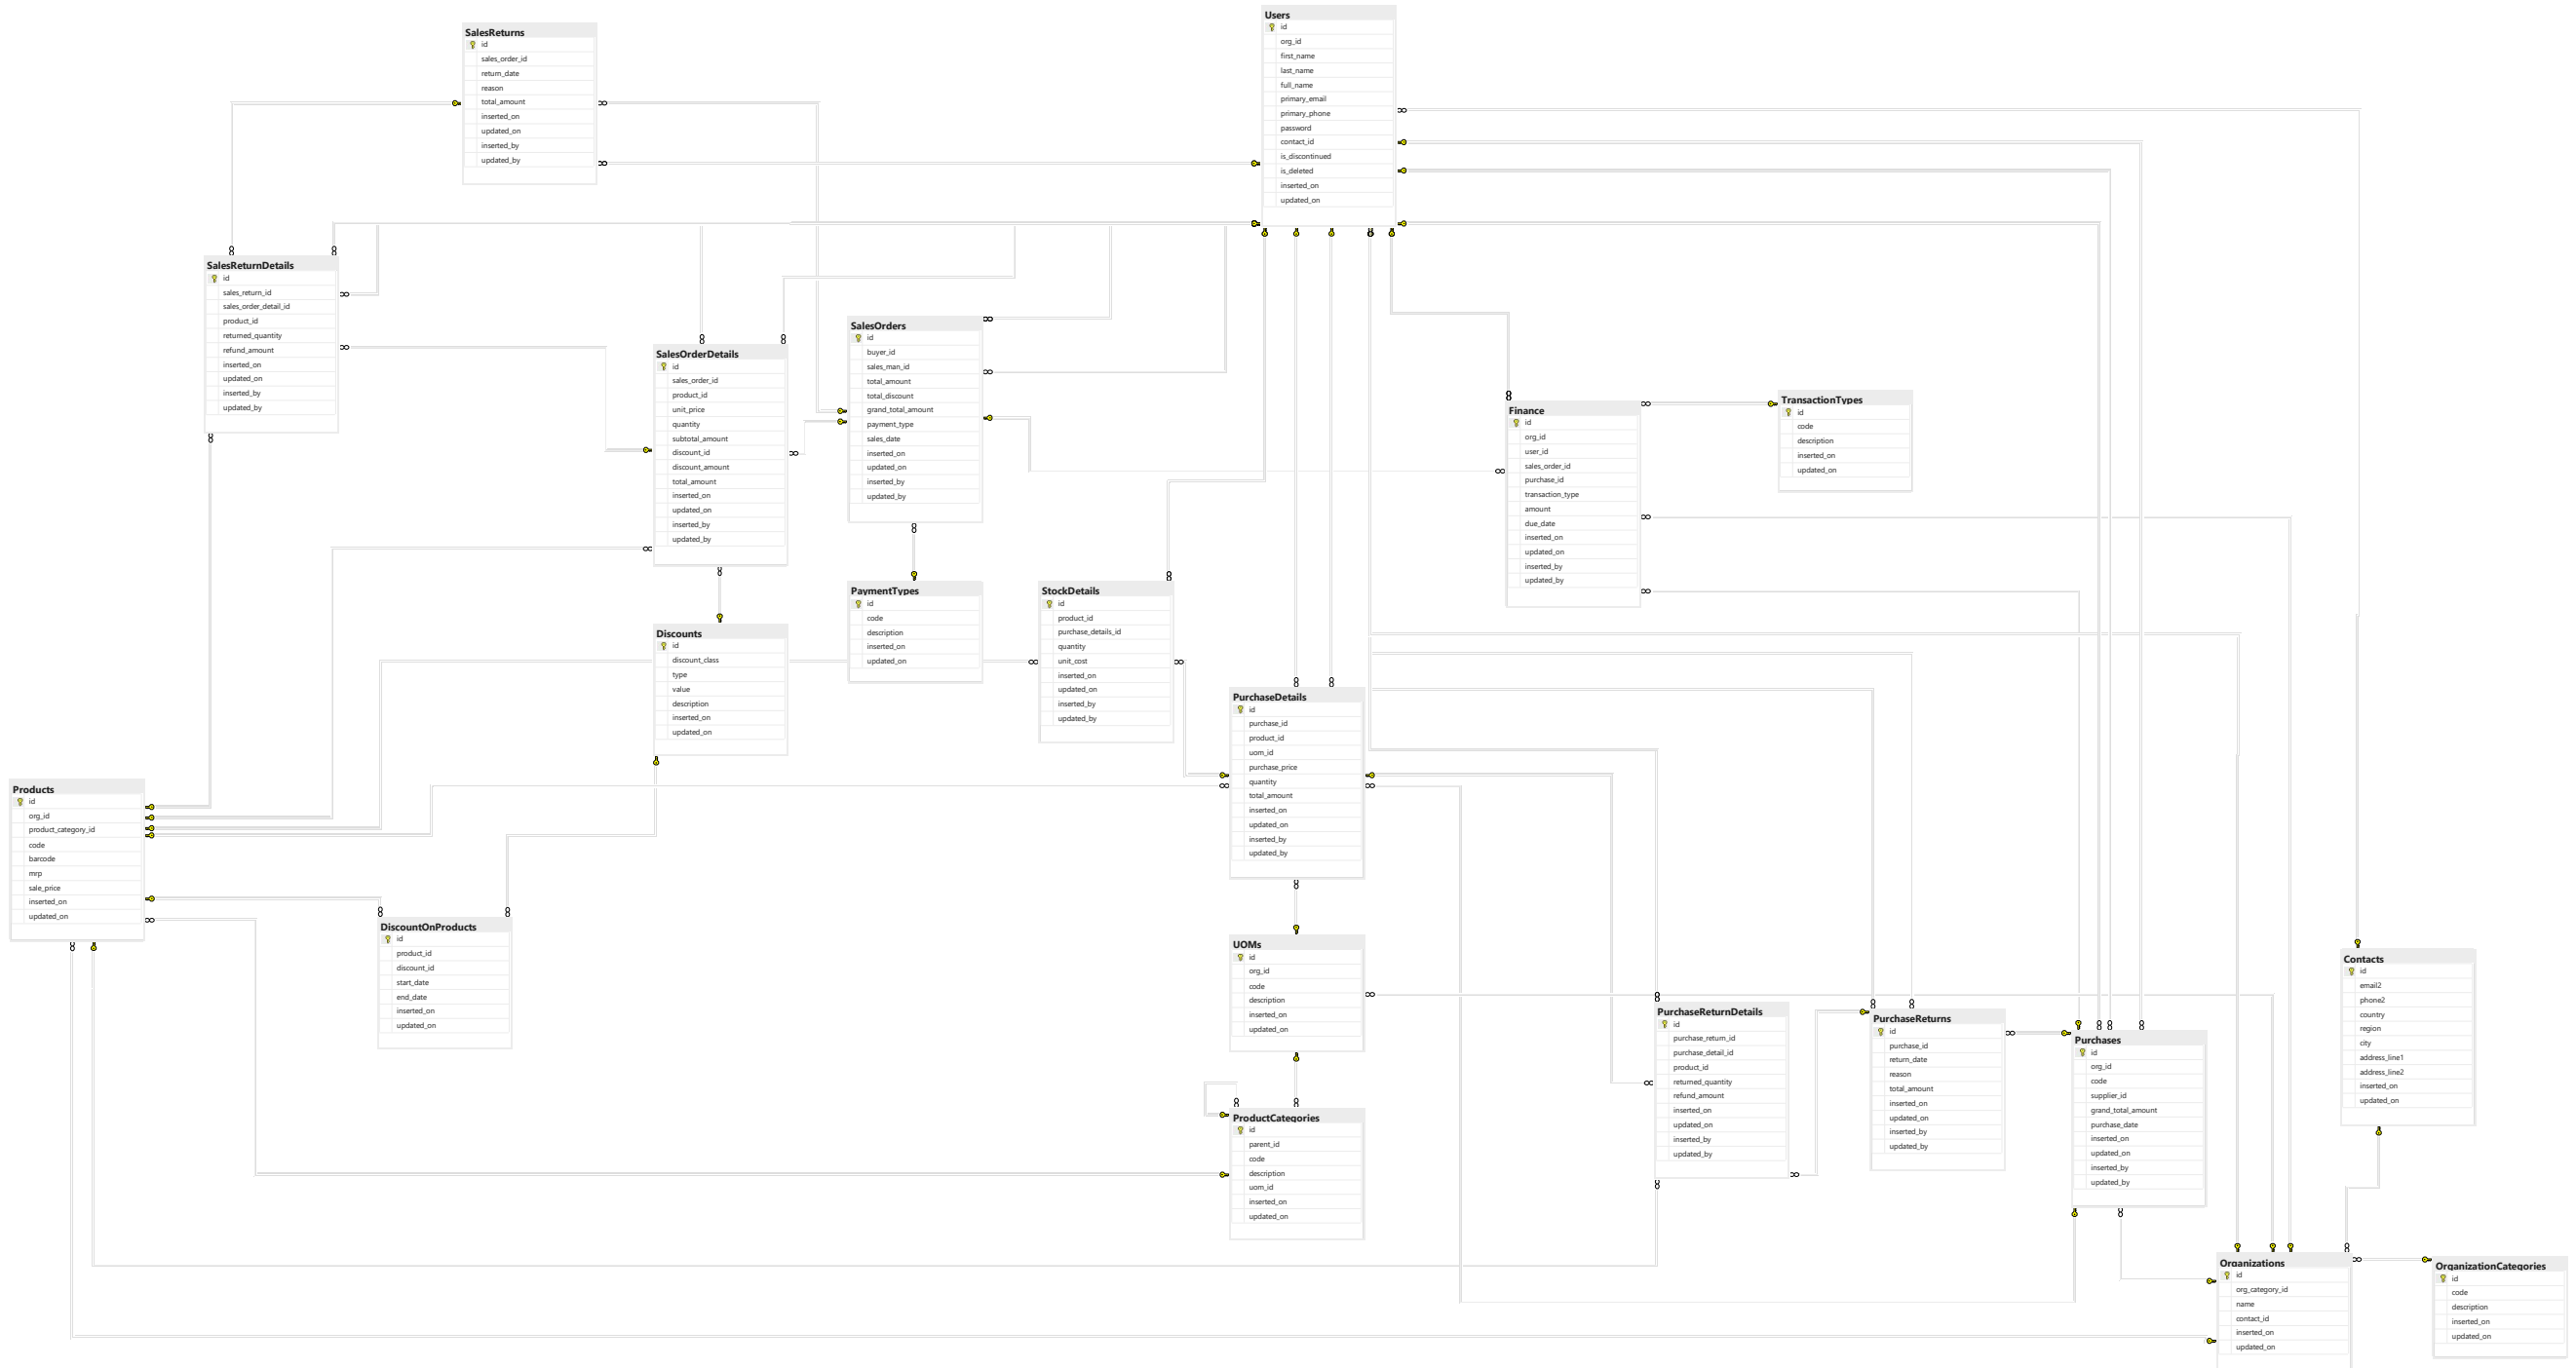 Users
id
org_id
first_name
last_name
full_name
primary_email
primary_phone
password
contact_id
is_discontinued
is_deleted
inserted_on
updated_on
SalesReturns
id
sales_order_id
return_date
reason
total_amount
inserted_on
updated_on
inserted_by
updated_by
SalesReturnDetails
id
sales_return_id
sales_order_detail_id
product_id
returned_quantity
refund_amount
inserted_on
updated_on
inserted_by
updated_by
SalesOrderDetails
id
sales_order_id
product_id
unit_price
quantity
subtotal_amount
discount_id
discount_amount
total_amount
inserted_on
updated_on
inserted_by
updated_by
SalesOrders
id
buyer_id
sales_man_id
total_amount
total_discount
grand_total_amount
payment_type
sales_date
inserted_on
updated_on
inserted_by
updated_by
Finance
id
org_id
user_id
sales_order_id
purchase_id
transaction_type
amount
due_date
inserted_on
updated_on
inserted_by
updated_by
TransactionTypes
id
code
description
inserted_on
updated_on
Discounts
id
discount_class
type
value
description
inserted_on
updated_on
PaymentTypes
id
code
description
inserted_on
updated_on
StockDetails
id
product_id
purchase_details_id
quantity
unit_cost
inserted_on
updated_on
inserted_by
updated_by
PurchaseDetails
id
purchase_id
product_id
uom_id
purchase_price
quantity
total_amount
inserted_on
updated_on
inserted_by
updated_by
Products
id
org_id
product_category_id
code
barcode
mrp
sale_price
inserted_on
updated_on
DiscountOnProducts
id
product_id
discount_id
start_date
end_date
inserted_on
updated_on
UOMs
id
org_id
code
description
inserted_on
updated_on
ProductCategories
id
parent_id
code
description
uom_id
inserted_on
updated_on
PurchaseReturnDetails
id
purchase_return_id
purchase_detail_id
product_id
returned_quantity
refund_amount
inserted_on
updated_on
inserted_by
updated_by
PurchaseReturns
id
purchase_id
return_date
reason
total_amount
inserted_on
updated_on
inserted_by
updated_by
Purchases
id
org_id
code
supplier_id
grand_total_amount
purchase_date
inserted_on
updated_on
inserted_by
updated_by
Contacts
id
email2
phone2
country
region
city
address_line1
address_line2
inserted_on
updated_on
Organizations
id
org_category_id
name
contact_id
inserted_on
updated_on
OrganizationCategories
id
code
description
inserted_on
updated_on